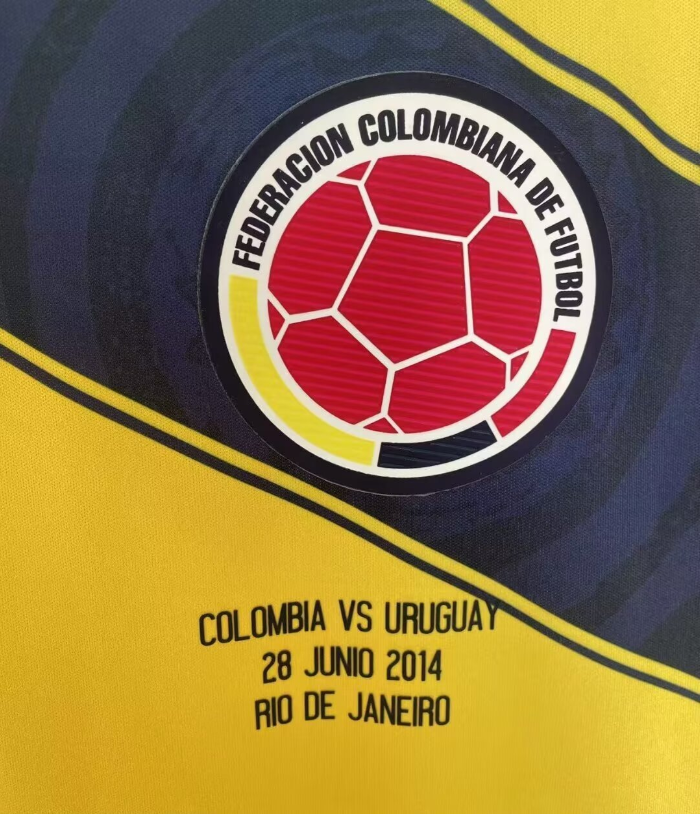 FEDERACION COLOMBIANA DE FUTBOL
COLOMBIA VS URUGUAY
28 JUNIO 2014
RIO DE JANEIRO